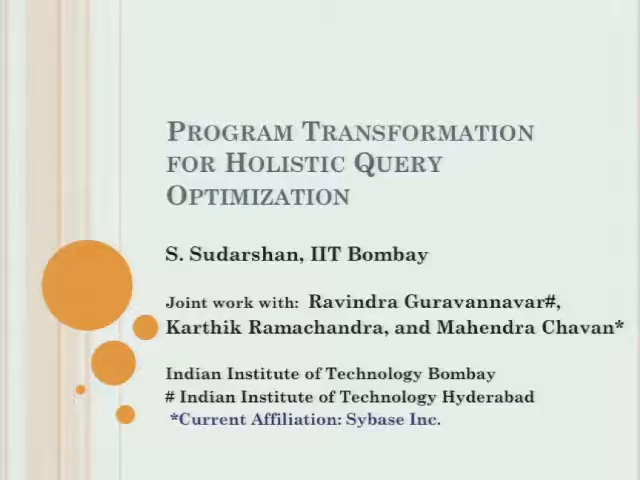 PROGRAM TRANSFORMATION
FOR HOLISTIC QUERY
OPTIMIZATION
S. Sudarshan, IIT Bombay
Joint work with: Ravindra Guravannavar#,
Karthik Ramachandra, and Mahendra Chavan*
Indian Institute of Technology Bombay
# Indian Institute of Technology Hyderabad
*Current Affiliation: Sybase Inc.